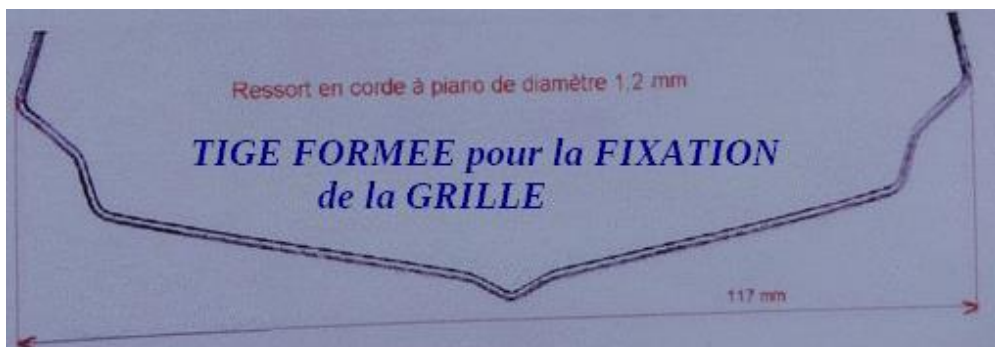 Ressort en corde à piano de diamètre 1,2 mm
TIGE FORMEE pour la FIXATION
de la GRILLE
117 mm